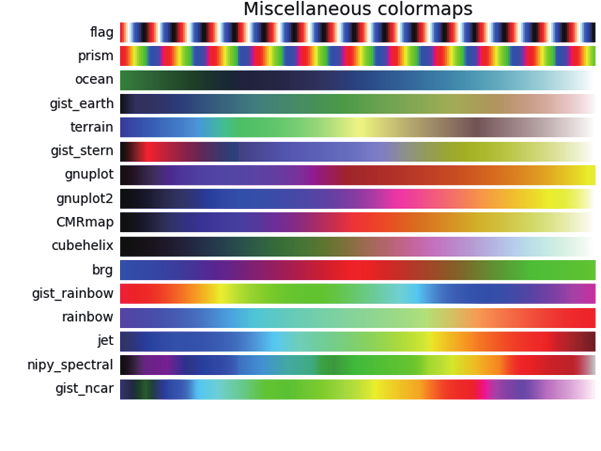 Miscellaneous colormaps
flag
prism
ocean
gist_earth
terrain
gist_stern
gnuplot
gnuplot2
CMRmap
cubehelix
brg
gist_rainbow
rainbow
jet
nipy_spectral
gist_ncar